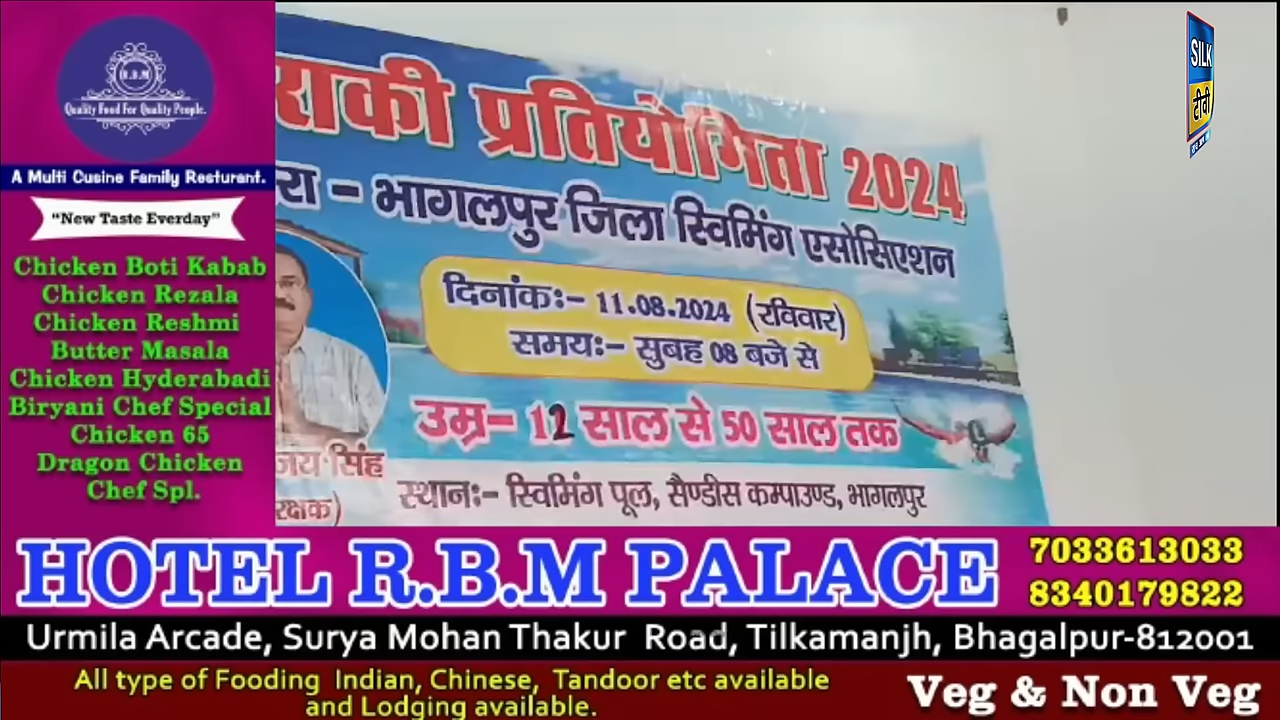 R.B.M
Quality Food For Quality People.
A Multi Cusine Family Resturant.
“New Taste Everday”
Chicken Boti Kabab
Chicken Rezala
Chicken Reshmi
Butter Masala
Chicken Hyderabadi
Biryani Chef Special
Chicken 65
Dragon Chicken
Chef Spl.
SILK
टीवी
राकी प्रतियोगिता 2024
रा - भागलपुर जिला स्विमिंग एसोसिएशन
दिनांकः- 11.08.2024 (रविवार)
समयः- सुबह 08 बजे से
उम्र- 12 साल से 50 साल तक
जय सिंह
रक्षक)
स्थानः- स्विमिंग पूल, सैण्डीस कम्पाउण्ड, भागलपुर
HOTEL R.B.M PALACE
7033613033
8340179822
Urmila Arcade, Surya Mohan Thakur Road, Tilkamanjh, Bhagalpur-812001
All type of Fooding Indian, Chinese, Tandoor etc available
and Lodging available.
Veg & Non Veg